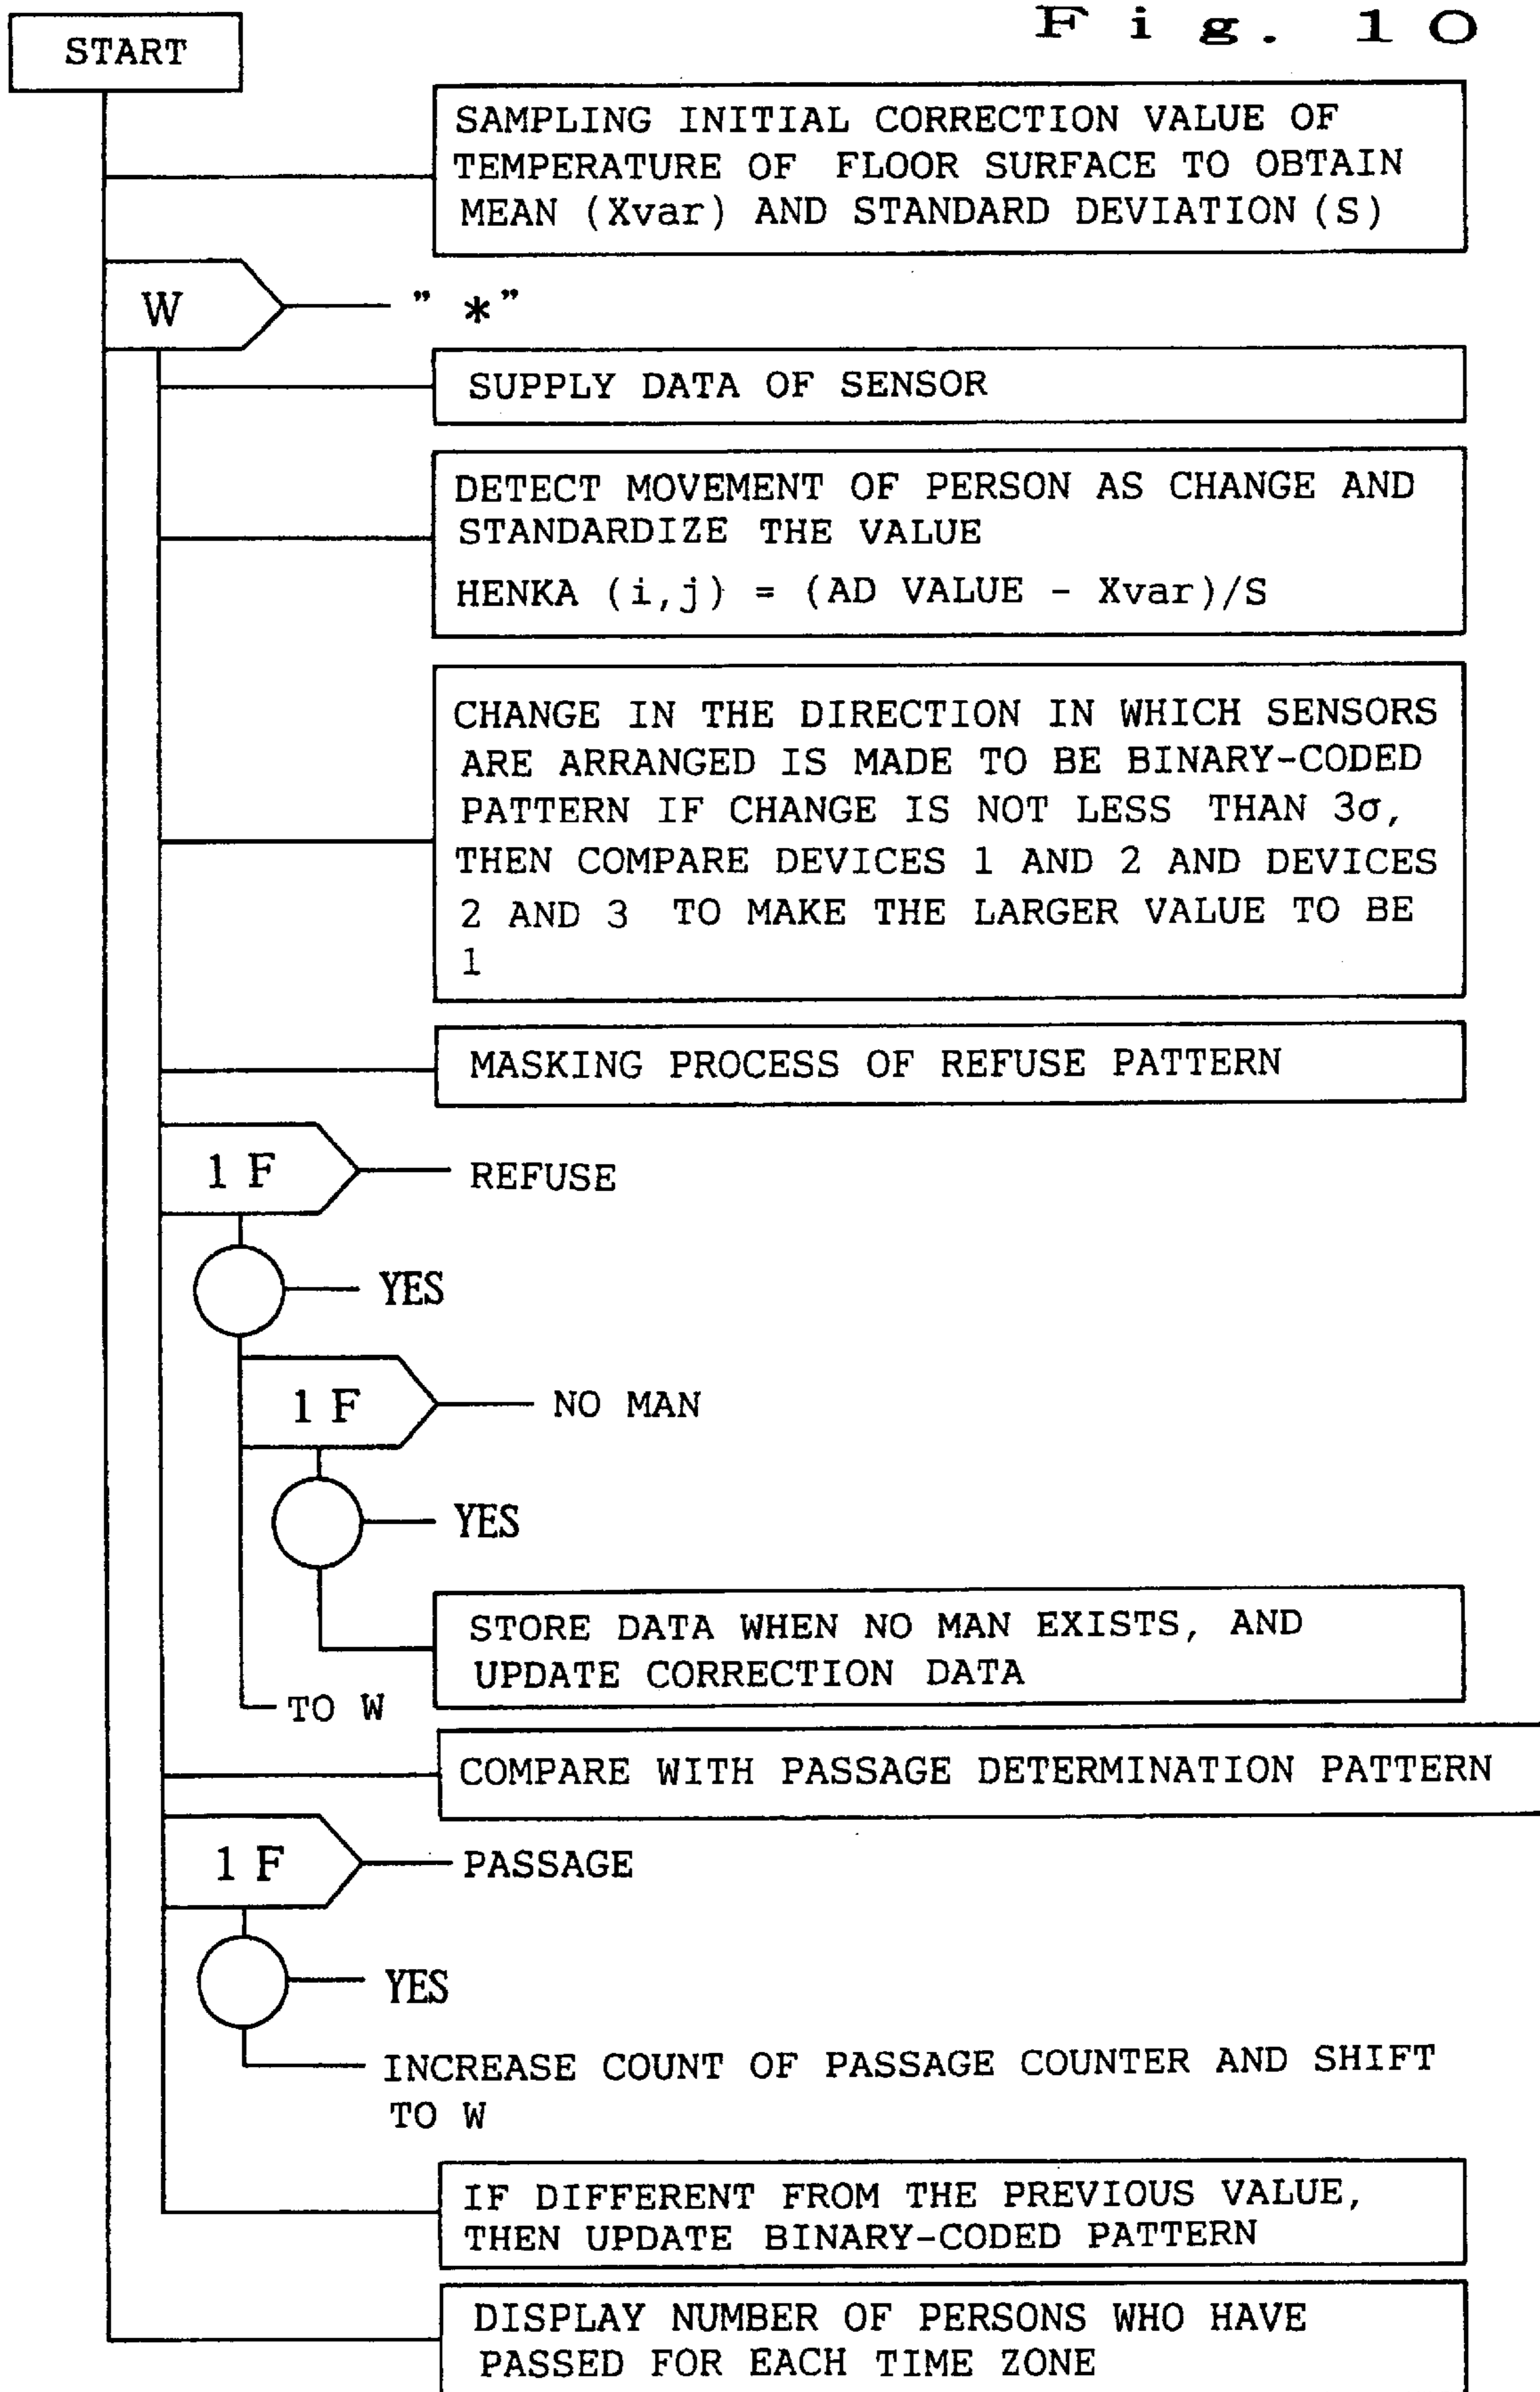 Fig. 10
START
SAMPLING INITIAL CORRECTION VALUE OF
TEMPERATURE OF FLOOR SURFACE TO OBTAIN
MEAN (Xvar) AND STANDARD DEVIATION (S)
W
" *"
SUPPLY DATA OF SENSOR
DETECT MOVEMENT OF PERSON AS CHANGE AND
STANDARDIZE THE VALUE
HENKA (i,j) = (AD VALUE - Xvar)/S
CHANGE IN THE DIRECTION IN WHICH SENSORS
ARE ARRANGED IS MADE TO BE BINARY-CODED
PATTERN IF CHANGE IS NOT LESS THAN 3σ,
THEN COMPARE DEVICES 1 AND 2 AND DEVICES
2 AND 3 TO MAKE THE LARGER VALUE TO BE
1
MASKING PROCESS OF REFUSE PATTERN
1 F
REFUSE
YES
1 F
NO MAN
YES
STORE DATA WHEN NO MAN EXISTS, AND
UPDATE CORRECTION DATA
TO W
COMPARE WITH PASSAGE DETERMINATION PATTERN
1 F
PASSAGE
YES
INCREASE COUNT OF PASSAGE COUNTER AND SHIFT
TO W
IF DIFFERENT FROM THE PREVIOUS VALUE,
THEN UPDATE BINARY-CODED PATTERN
DISPLAY NUMBER OF PERSONS WHO HAVE
PASSED FOR EACH TIME ZONE